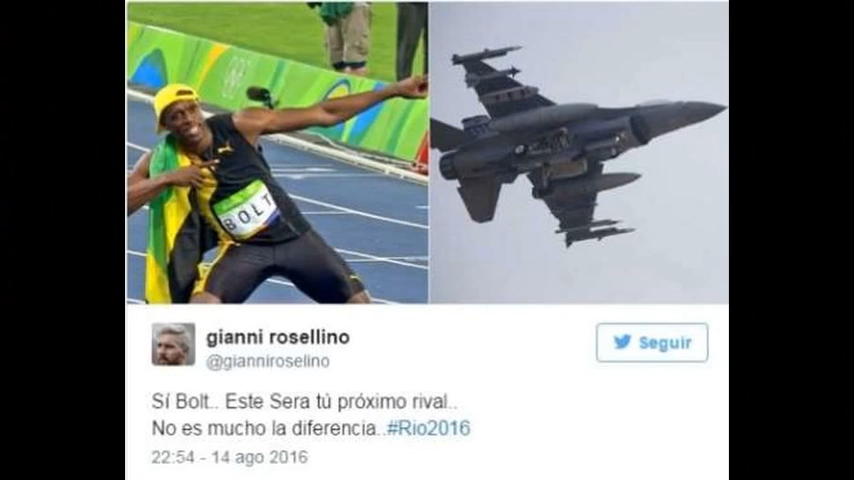 BOLT
gianni rosellino
@gianniroselino
Seguir
Sí Bolt.. Este Sera tú próximo rival..
No es mucho la diferencia..#Rio2016
22:54 - 14 ago 2016